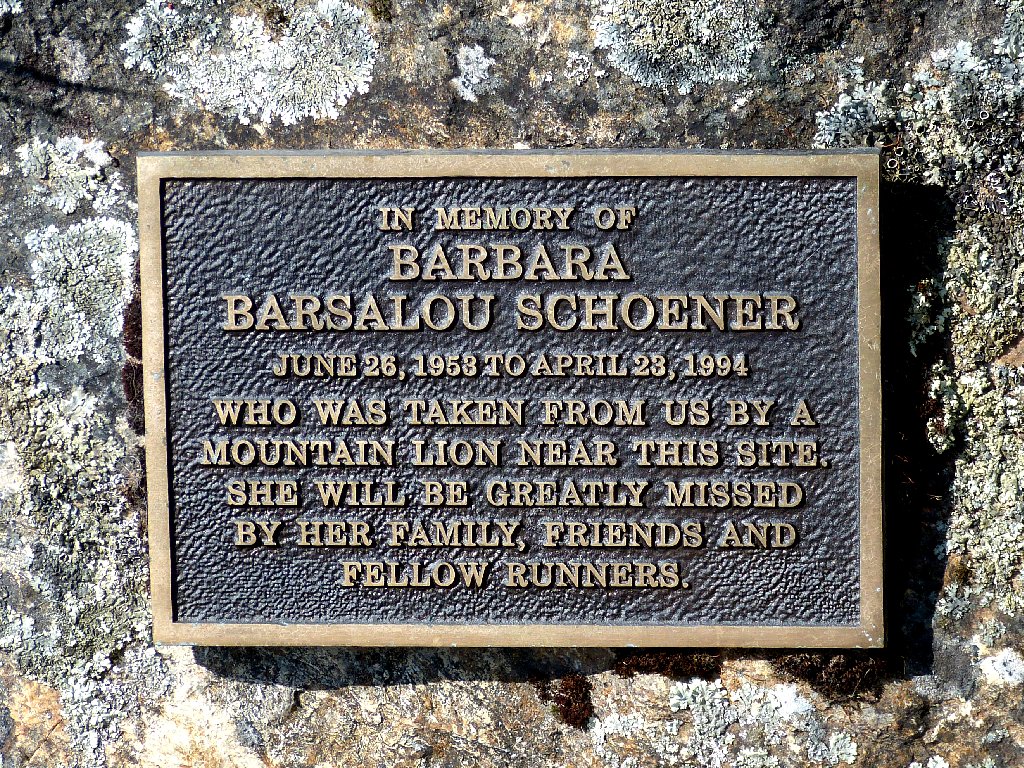 IN MEMORY OF
BARBARA
BARSALOU SCHOENER
JUNE 26, 1953 TO APRIL 23, 1994
WHO WAS TAKEN FROM US BY A
MOUNTAIN LION NEAR THIS SITE.
SHE WILL BE GREATLY MISSED
BY HER FAMILY, FRIENDS AND
FELLOW RUNNERS.